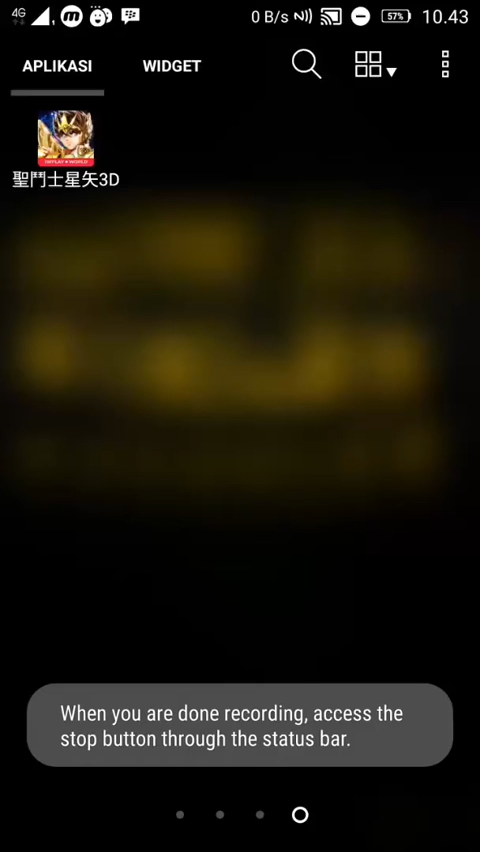 4G 0 B/s 57% 10.43
APLIKASI WIDGET
聖鬥士星矢3D
When you are done recording, access the
stop button through the status bar.